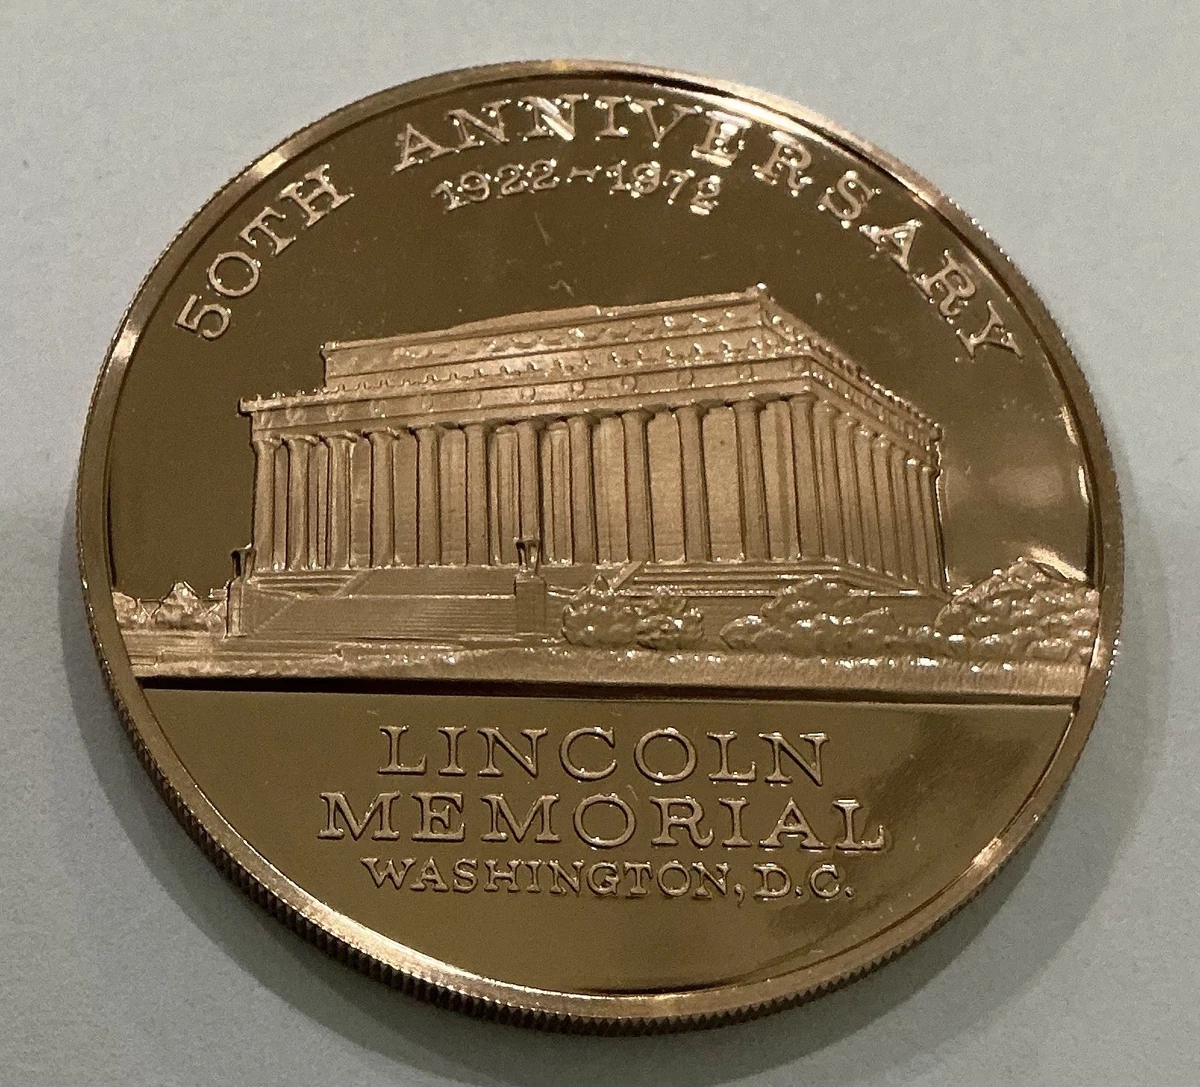 50TH ANNIVERSARY
1922-1972
LINCOLN
MEMORIAL
WASHINGTON, D.C.